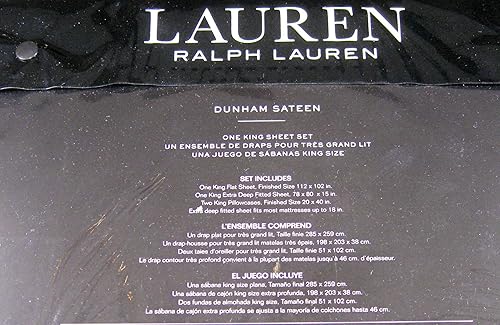 LAUREN
RALPH LAUREN
DUNHAM SATEEN
ONE KING SHEET SET
UN ENSEMBLE DE DRAPS POUR TRÈS GRAND LIT
UNA JUEGO DE SÁBANAS KING SIZE
SET INCLUDES
One King Flat Sheet, Finished Size 112 x 102 in.
One King Extra Deep Fitted Sheet, 78 x 80 x 15 in.
Two King Pillowcases, Finished Size 20 x 40 in.
Extra deep fitted sheet fits most mattresses up to 18 in.
L'ENSEMBLE COMPREND
Un drap plat pour très grand lit, Taille finie 285 x 259 cm.
Un drap-housse pour très grand lit matelas très épais, 198 x 203 x 38 cm.
Deux taies d'oreiller pour très grand lit, Taille finie 51 x 102 cm.
Le drap contour très profond convient à la plupart des matelas jusqu'à 46 cm. d'épaisseur.
EL JUEGO INCLUYE
Una sábana king size plana, Tamaño final 285 x 259 cm.
Una sábana de cajón king size extra profunda, 198 x 203 x 38 cm.
Dos fundas de almohada king size, Tamaño final 51 x 102 cm.
La sábana de cajón extra profunda se ajusta a la mayoría de colchones hasta 46 cm.